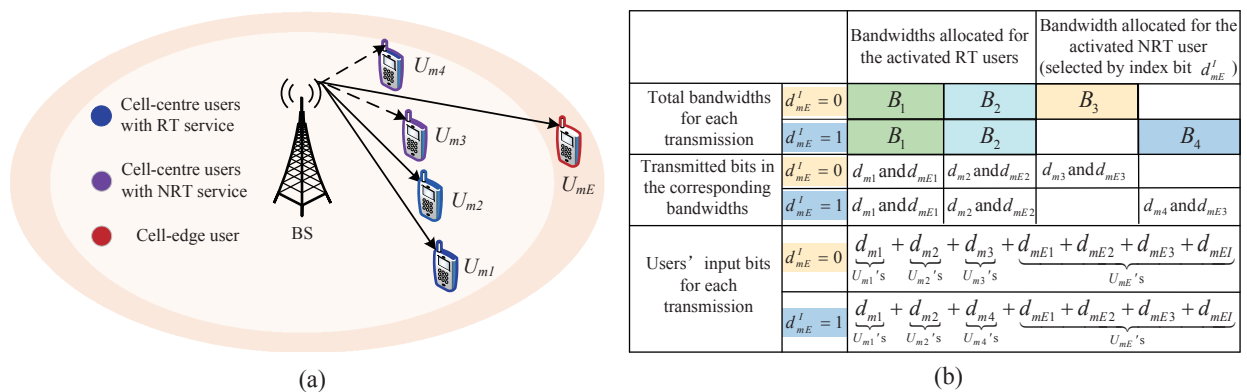 Cell-centre users
with RT service
Cell-centre users
with NRT service
Cell-edge user
BS
U_{m4}
U_{m3}
U_{mE}
U_{m2}
U_{m1}
(a)
Bandwidths allocated for
the activated RT users
Bandwidth allocated for the
activated NRT user
(selected by index bit d_{mE}^{I} )
Total bandwidths
for each
transmission
d_{mE}^{I} = 0
B_1
B_2
B_3
d_{mE}^{I} = 1
B_1
B_2
B_4
Transmitted bits in
the corresponding
bandwidths
d_{mE}^{I} = 0
d_{m1} and d_{mE1}
d_{m2} and d_{mE2}
d_{m3} and d_{mE3}
d_{mE}^{I} = 1
d_{m1} and d_{mE1}
d_{m2} and d_{mE2}
d_{m4} and d_{mE3}
Users' input bits
for each
transmission
d_{mE}^{I} = 0
d_{m1} + d_{m2} + d_{m3} + d_{mE1} + d_{mE2} + d_{mE3} + d_{mEI}
U_{m1}'s U_{m2}'s U_{m3}'s U_{mE}'s
d_{mE}^{I} = 1
d_{m1} + d_{m2} + d_{m4} + d_{mE1} + d_{mE2} + d_{mE3} + d_{mEI}
U_{m1}'s U_{m2}'s U_{m4}'s U_{mE}'s
(b)